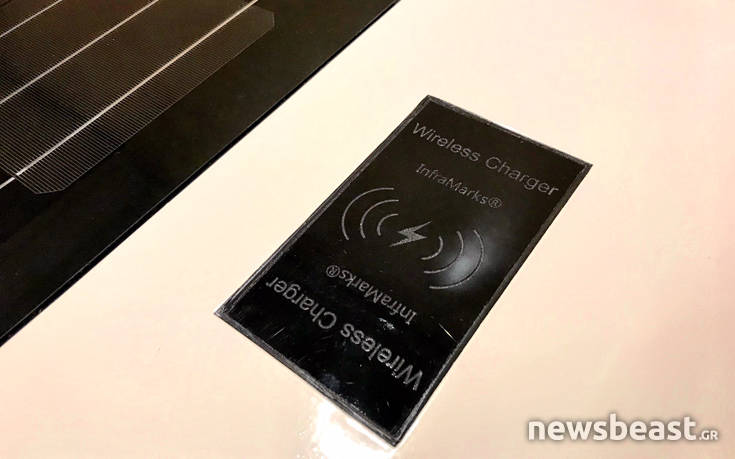 Wireless Charger
InfraMarks®
InfraMarks®
Wireless Charger
newsbeast.GR